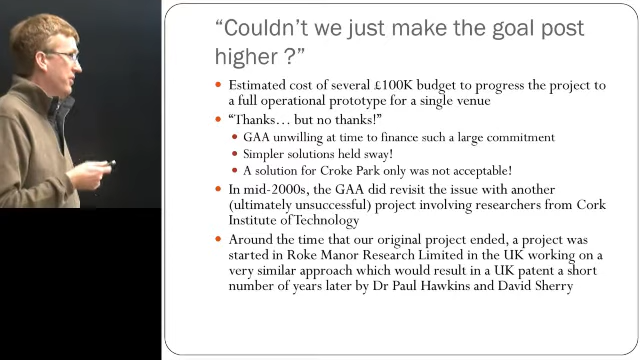 “Couldn’t we just make the goal post
higher ?”
Estimated cost of several £100K budget to progress the project to
a full operational prototype for a single venue
“Thanks… but no thanks!”
GAA unwilling at time to finance such a large commitment
Simpler solutions held sway!
A solution for Croke Park only was not acceptable!
In mid-2000s, the GAA did revisit the issue with another
(ultimately unsuccessful) project involving researchers from Cork
Institute of Technology
Around the time that our original project ended, a project was
started in Roke Manor Research Limited in the UK working on a
very similar approach which would result in a UK patent a short
number of years later by Dr Paul Hawkins and David Sherry